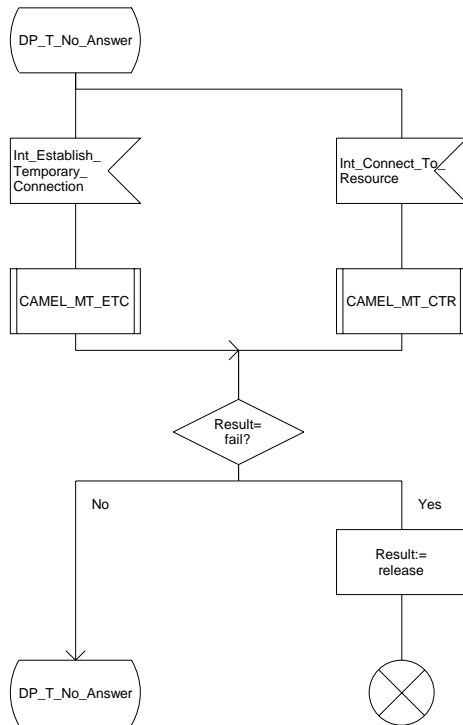 DP_T_No_Answer
Int_Establish_
Temporary_
Connection
Int_Connect_To_
Resource
CAMEL_MT_ETC
CAMEL_MT_CTR
Result=
fail?
No
Yes
Result:=
release
DP_T_No_Answer